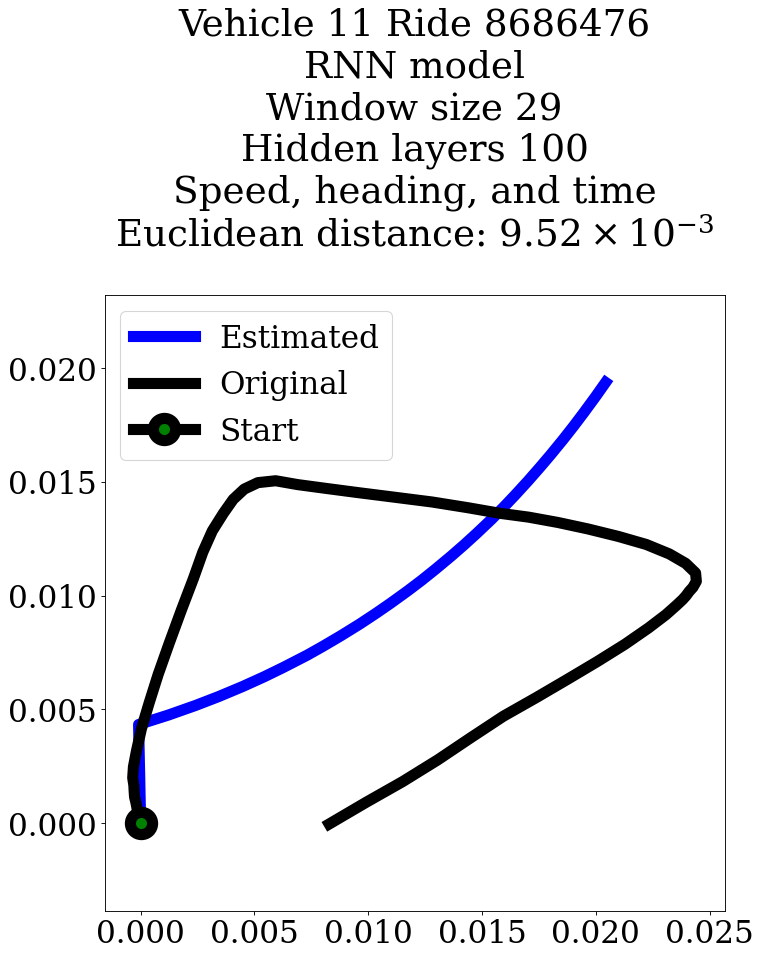 Vehicle 11 Ride 8686476
RNN model
Window size 29
Hidden layers 100
Speed, heading, and time
Euclidean distance: 9.52 × 10⁻³
Estimated
Original
Start
0.020
0.015
0.010
0.005
0.000
0.000 0.005 0.010 0.015 0.020 0.025